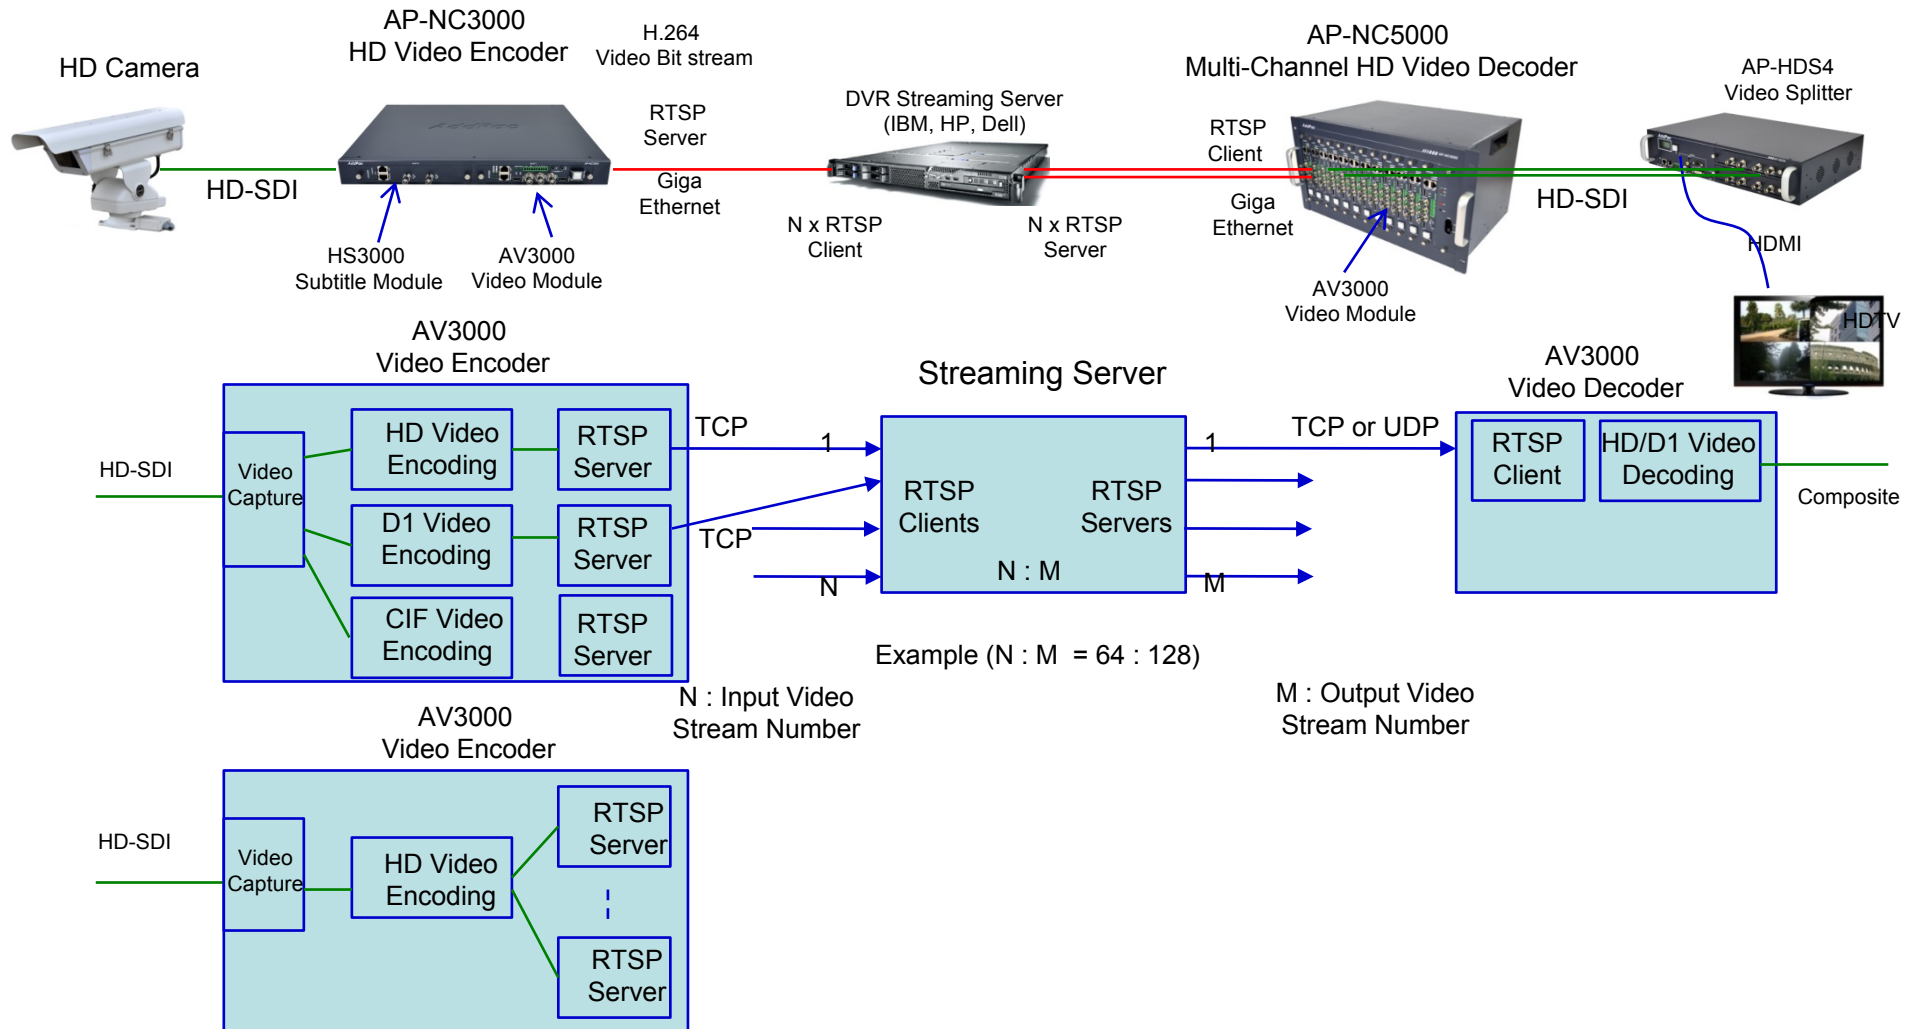 AP-NC3000
HD Video Encoder
H.264
Video Bit stream
HD Camera
AP-NC5000
Multi-Channel HD Video Decoder
AP-HDS4
Video Splitter
DVR Streaming Server
(IBM, HP, Dell)
RTSP
Server
RTSP
Client
HD-SDI
Giga
Ethernet
Giga
Ethernet
HD-SDI
N x RTSP
Client
N x RTSP
Server
HDMI
HS3000
Subtitle Module
AV3000
Video Module
AV3000
Video Module
HDTV
AV3000
Video Encoder
Streaming Server
AV3000
Video Decoder
HD-SDI
Video
Capture
HD Video
Encoding
RTSP
Server
TCP
1
D1 Video
Encoding
RTSP
Server
TCP
CIF Video
Encoding
RTSP
Server
N
RTSP
Clients
RTSP
Servers
N : M
1
M
TCP or UDP
RTSP
Client
HD/D1 Video
Decoding
Composite
Example (N : M = 64 : 128)
N : Input Video
Stream Number
M : Output Video
Stream Number
AV3000
Video Encoder
HD-SDI
Video
Capture
HD Video
Encoding
RTSP
Server
RTSP
Server